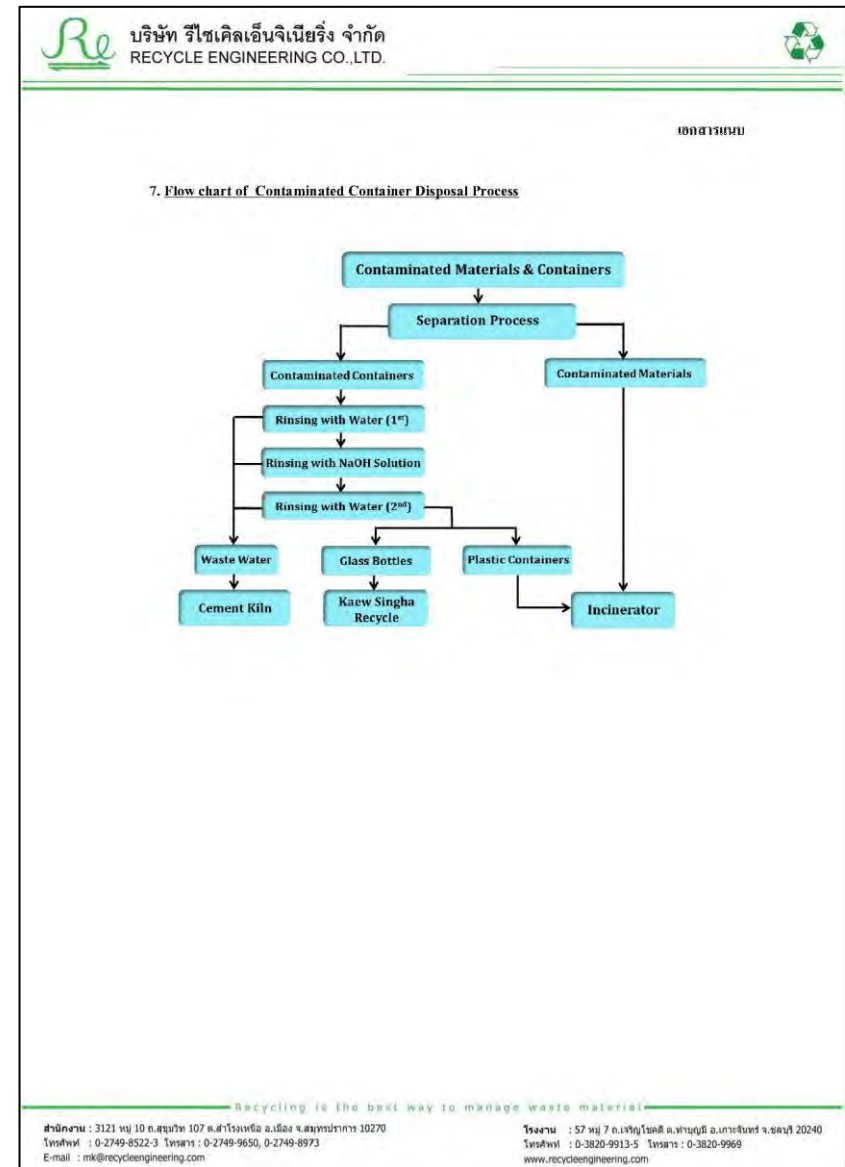 Re บริษัท รีไซเคิลเอ็นจิเนียริ่ง จำกัด
RECYCLE ENGINEERING CO.,LTD.
เอกสารแนบ
7. Flow chart of Contaminated Container Disposal Process
Contaminated Materials & Containers
Separation Process
Contaminated Containers
Contaminated Materials
Rinsing with Water (1st)
Rinsing with NaOH Solution
Rinsing with Water (2nd)
Waste Water
Glass Bottles
Plastic Containers
Cement Kiln
Kaew Singha
Recycle
Incinerator
Recycling is the best way to manage waste material
สำนักงาน : 3121 หมู่ 10 ถ.สุขุมวิท 107 ต.สำโรงเหนือ อ.เมือง จ.สมุทรปราการ 10270
โทรศัพท์ : 0-2749-8522-3 โทรสาร : 0-2749-9650, 0-2749-8973
E-mail : mk@recycleengineering.com
โรงงาน : 57 หมู่ 7 ถ.เจริญโชคดี ต.ท่าบุญมี อ.เกาะจันทร์ จ.ชลบุรี 20240
โทรศัพท์ : 0-3820-9913-5 โทรสาร : 0-3820-9969
www.recycleengineering.com